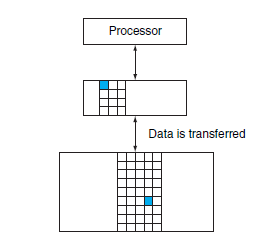 Processor
Data is transferred